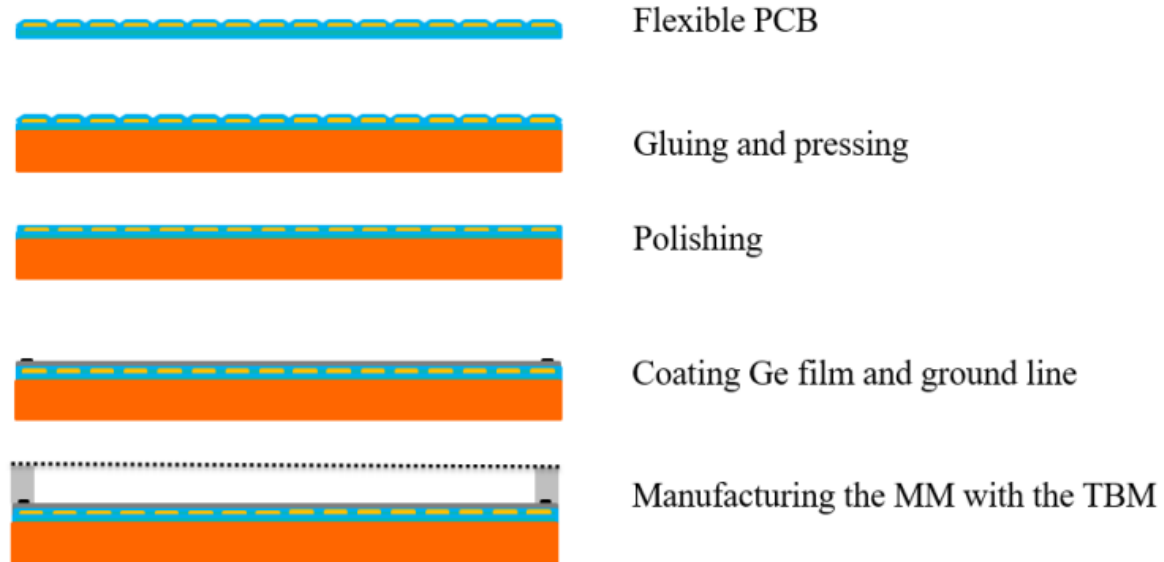 Flexible PCB
Gluing and pressing
Polishing
Coating Ge film and ground line
Manufacturing the MM with the TBM